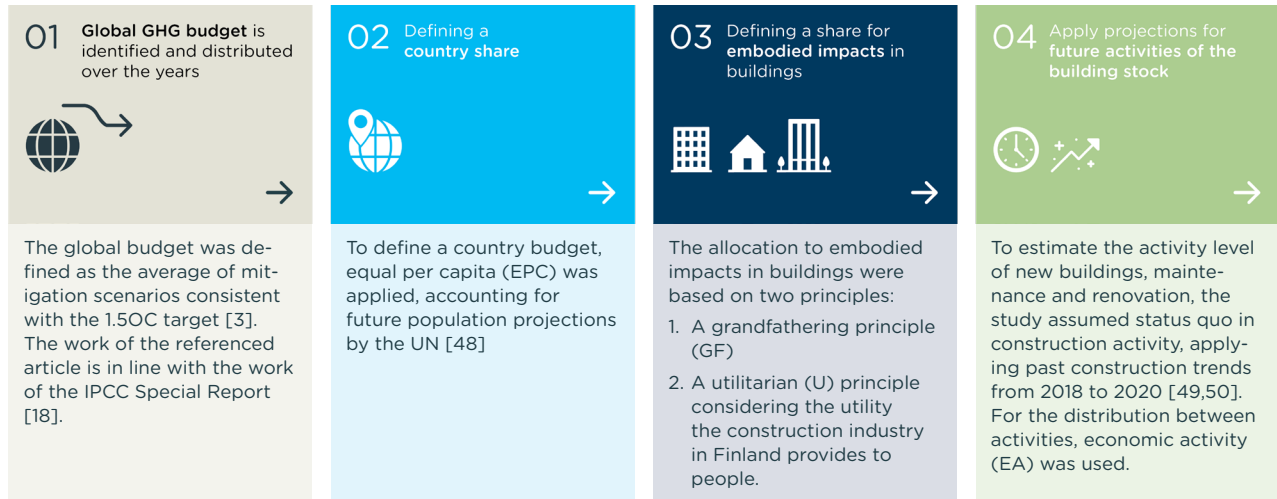 01
Global GHG budget is
identified and distributed
over the years
The global budget was de-
fined as the average of mit-
igation scenarios consistent
with the 1.5OC target [3].
The work of the referenced
article is in line with the work
of the IPCC Special Report
[18].
02
Defining a
country share
To define a country budget,
equal per capita (EPC) was
applied, accounting for
future population projections
by the UN [48]
03
Defining a share for
embodied impacts in
buildings
The allocation to embodied
impacts in buildings were
based on two principles:
1. A grandfathering principle
(GF)
2. A utilitarian (U) principle
considering the utility
the construction industry
in Finland provides to
people.
04
Apply projections for
future activities of the
building stock
To estimate the activity level
of new buildings, mainte-
nance and renovation, the
study assumed status quo in
construction activity, apply-
ing past construction trends
from 2018 to 2020 [49,50].
For the distribution between
activities, economic activity
(EA) was used.